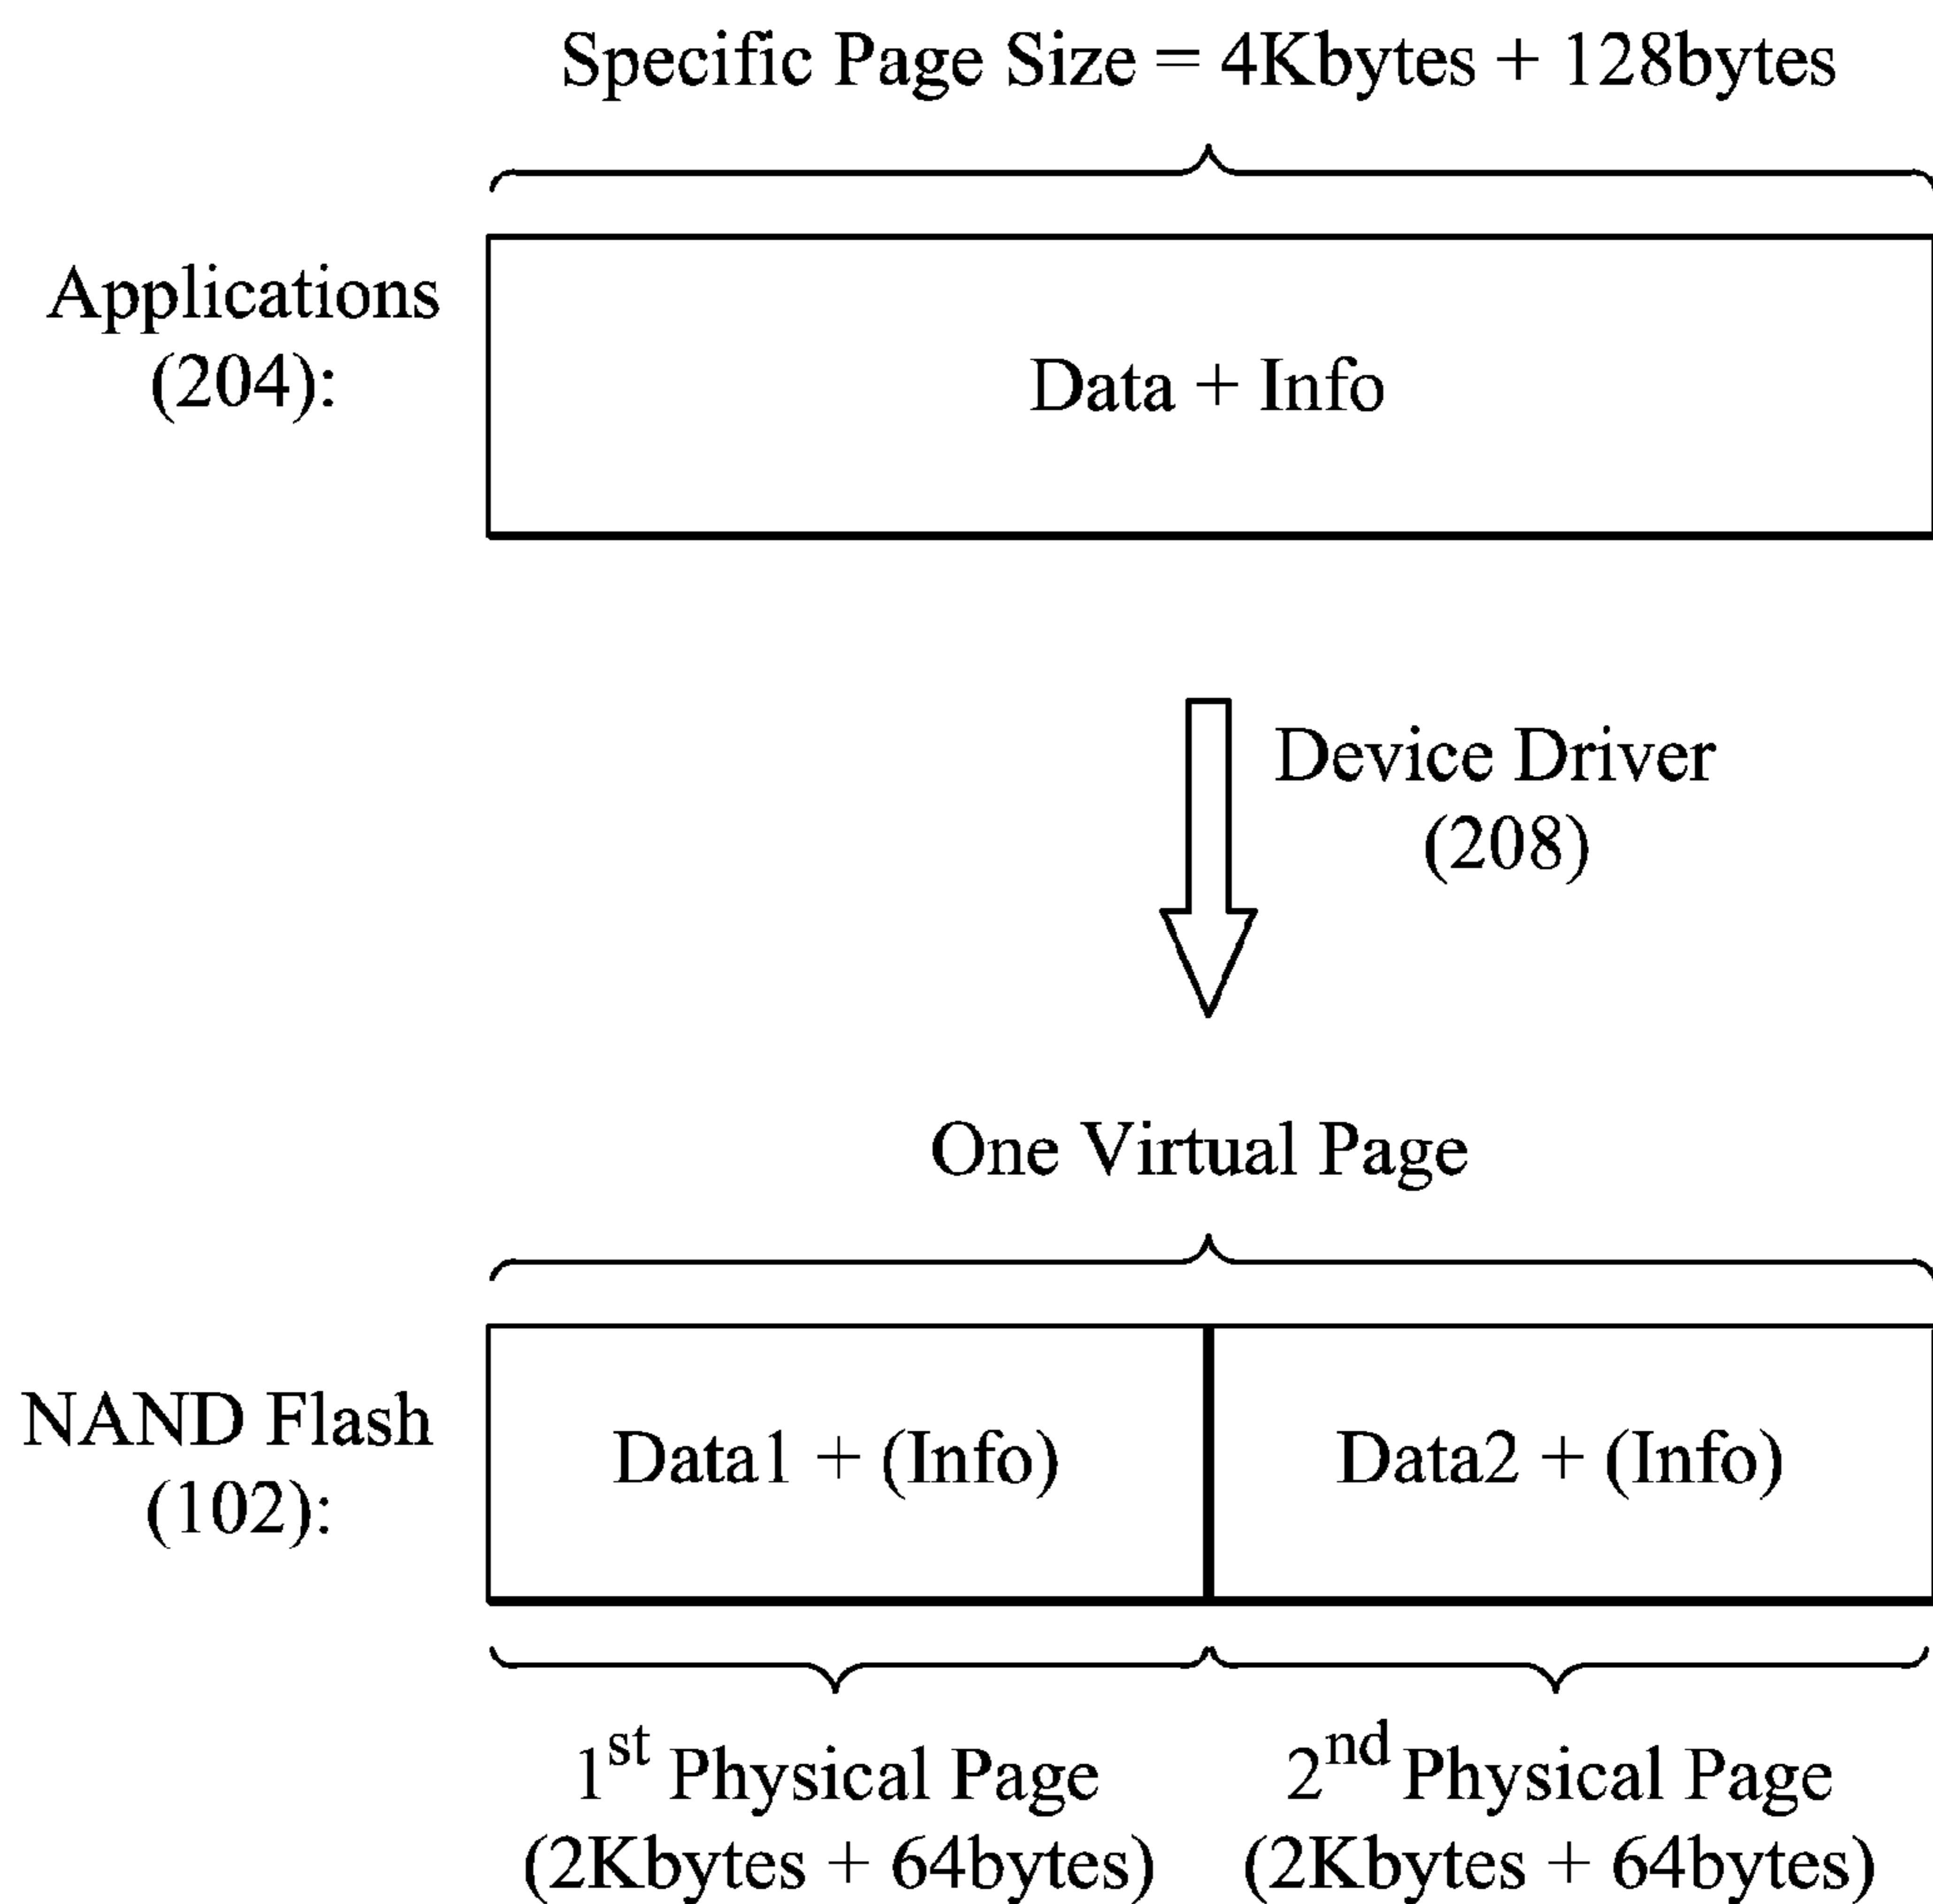 Specific Page Size = 4Kbytes + 128bytes
Applications
(204):
Data + Info
Device Driver
(208)
One Virtual Page
NAND Flash
(102):
Data1 + (Info)
Data2 + (Info)
1st Physical Page
(2Kbytes + 64bytes)
2nd Physical Page
(2Kbytes + 64bytes)